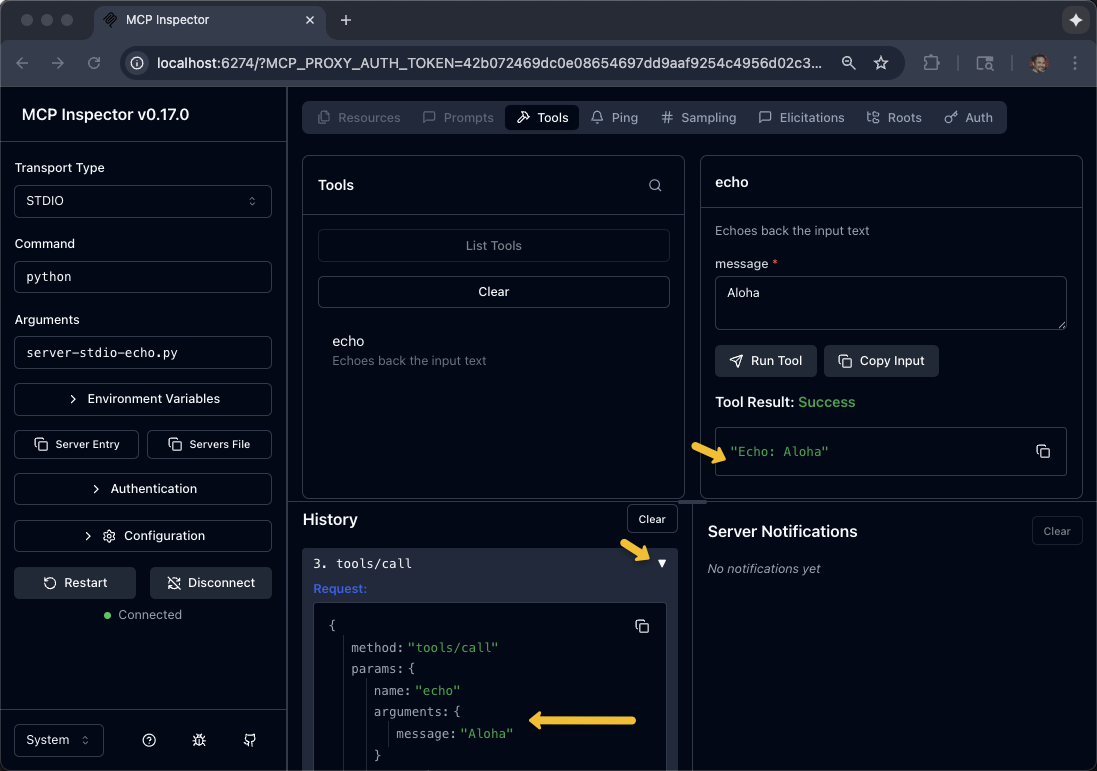 MCP Inspector
localhost:6274/?MCP_PROXY_AUTH_TOKEN=42b072469dc0e08654697dd9aaf9254c4956d02c3...
MCP Inspector v0.17.0
Transport Type
STDIO
Command
python
Arguments
server-stdio-echo.py
Environment Variables
Server Entry
Servers File
Authentication
Configuration
Restart
Disconnect
Connected
System
Resources
Prompts
Tools
Ping
Sampling
Elicitations
Roots
Auth
Tools
List Tools
Clear
echo
Echoes back the input text
echo
Echoes back the input text
message *
Aloha
Run Tool
Copy Input
Tool Result: Success
"Echo: Aloha"
History
Clear
3. tools/call
Request:
{
method: "tools/call"
params: {
name: "echo"
arguments: {
message: "Aloha"
}
Server Notifications
Clear
No notifications yet